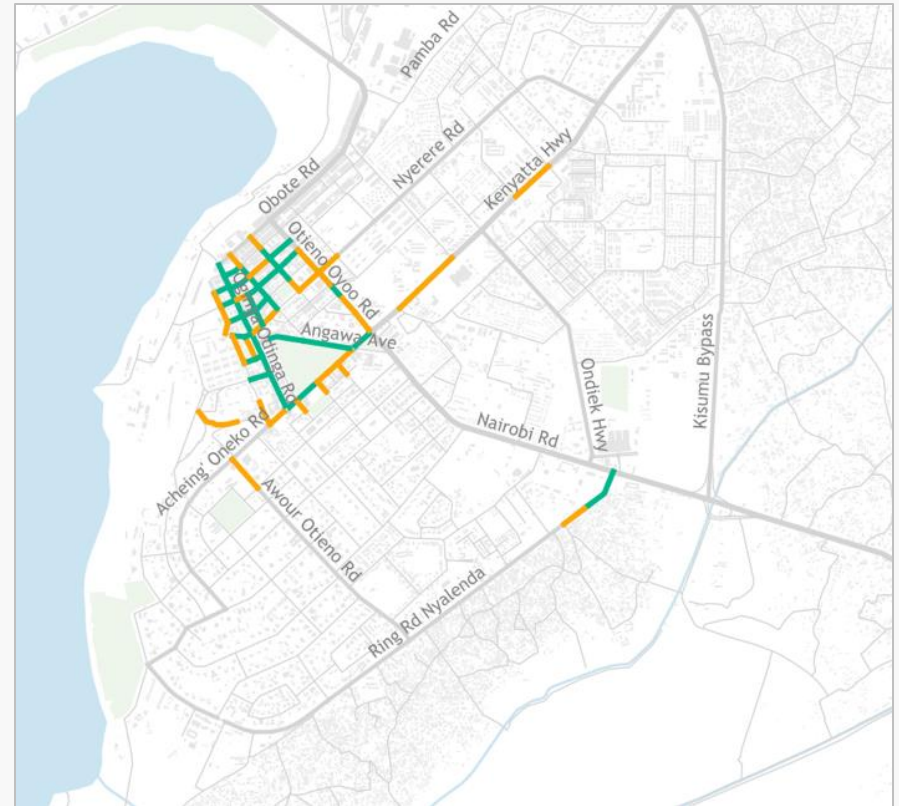 Pamba Rd
Nyerere Rd
Kenyatta Hwy
Obote Rd
Otieno Oyoo Rd
Odinga Rd
Angawa Ave
Ondiek Hwy
Kisumu Bypass
Nairobi Rd
Acheing' Oneko Rd
Awour Otieno Rd
Ring Rd Nyalenda